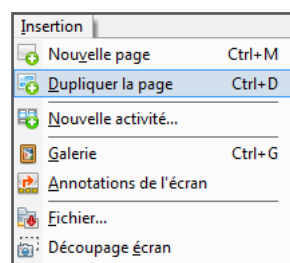 Insertion
Nouvelle page Ctrl+M
Dupliquer la page Ctrl+D
Nouvelle activité...
Galerie Ctrl+G
Annotations de l'écran
Fichier...
Découpage écran